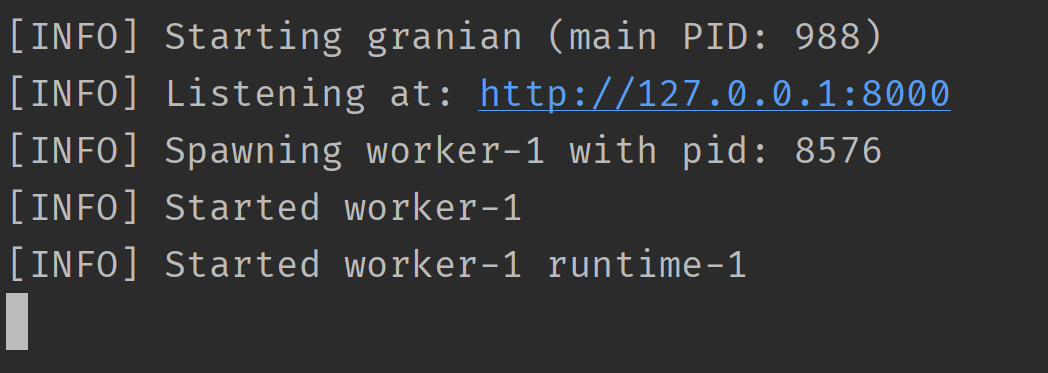 [INFO] Starting granian (main PID: 988)
[INFO] Listening at: http://127.0.0.1:8000
[INFO] Spawning worker-1 with pid: 8576
[INFO] Started worker-1
[INFO] Started worker-1 runtime-1